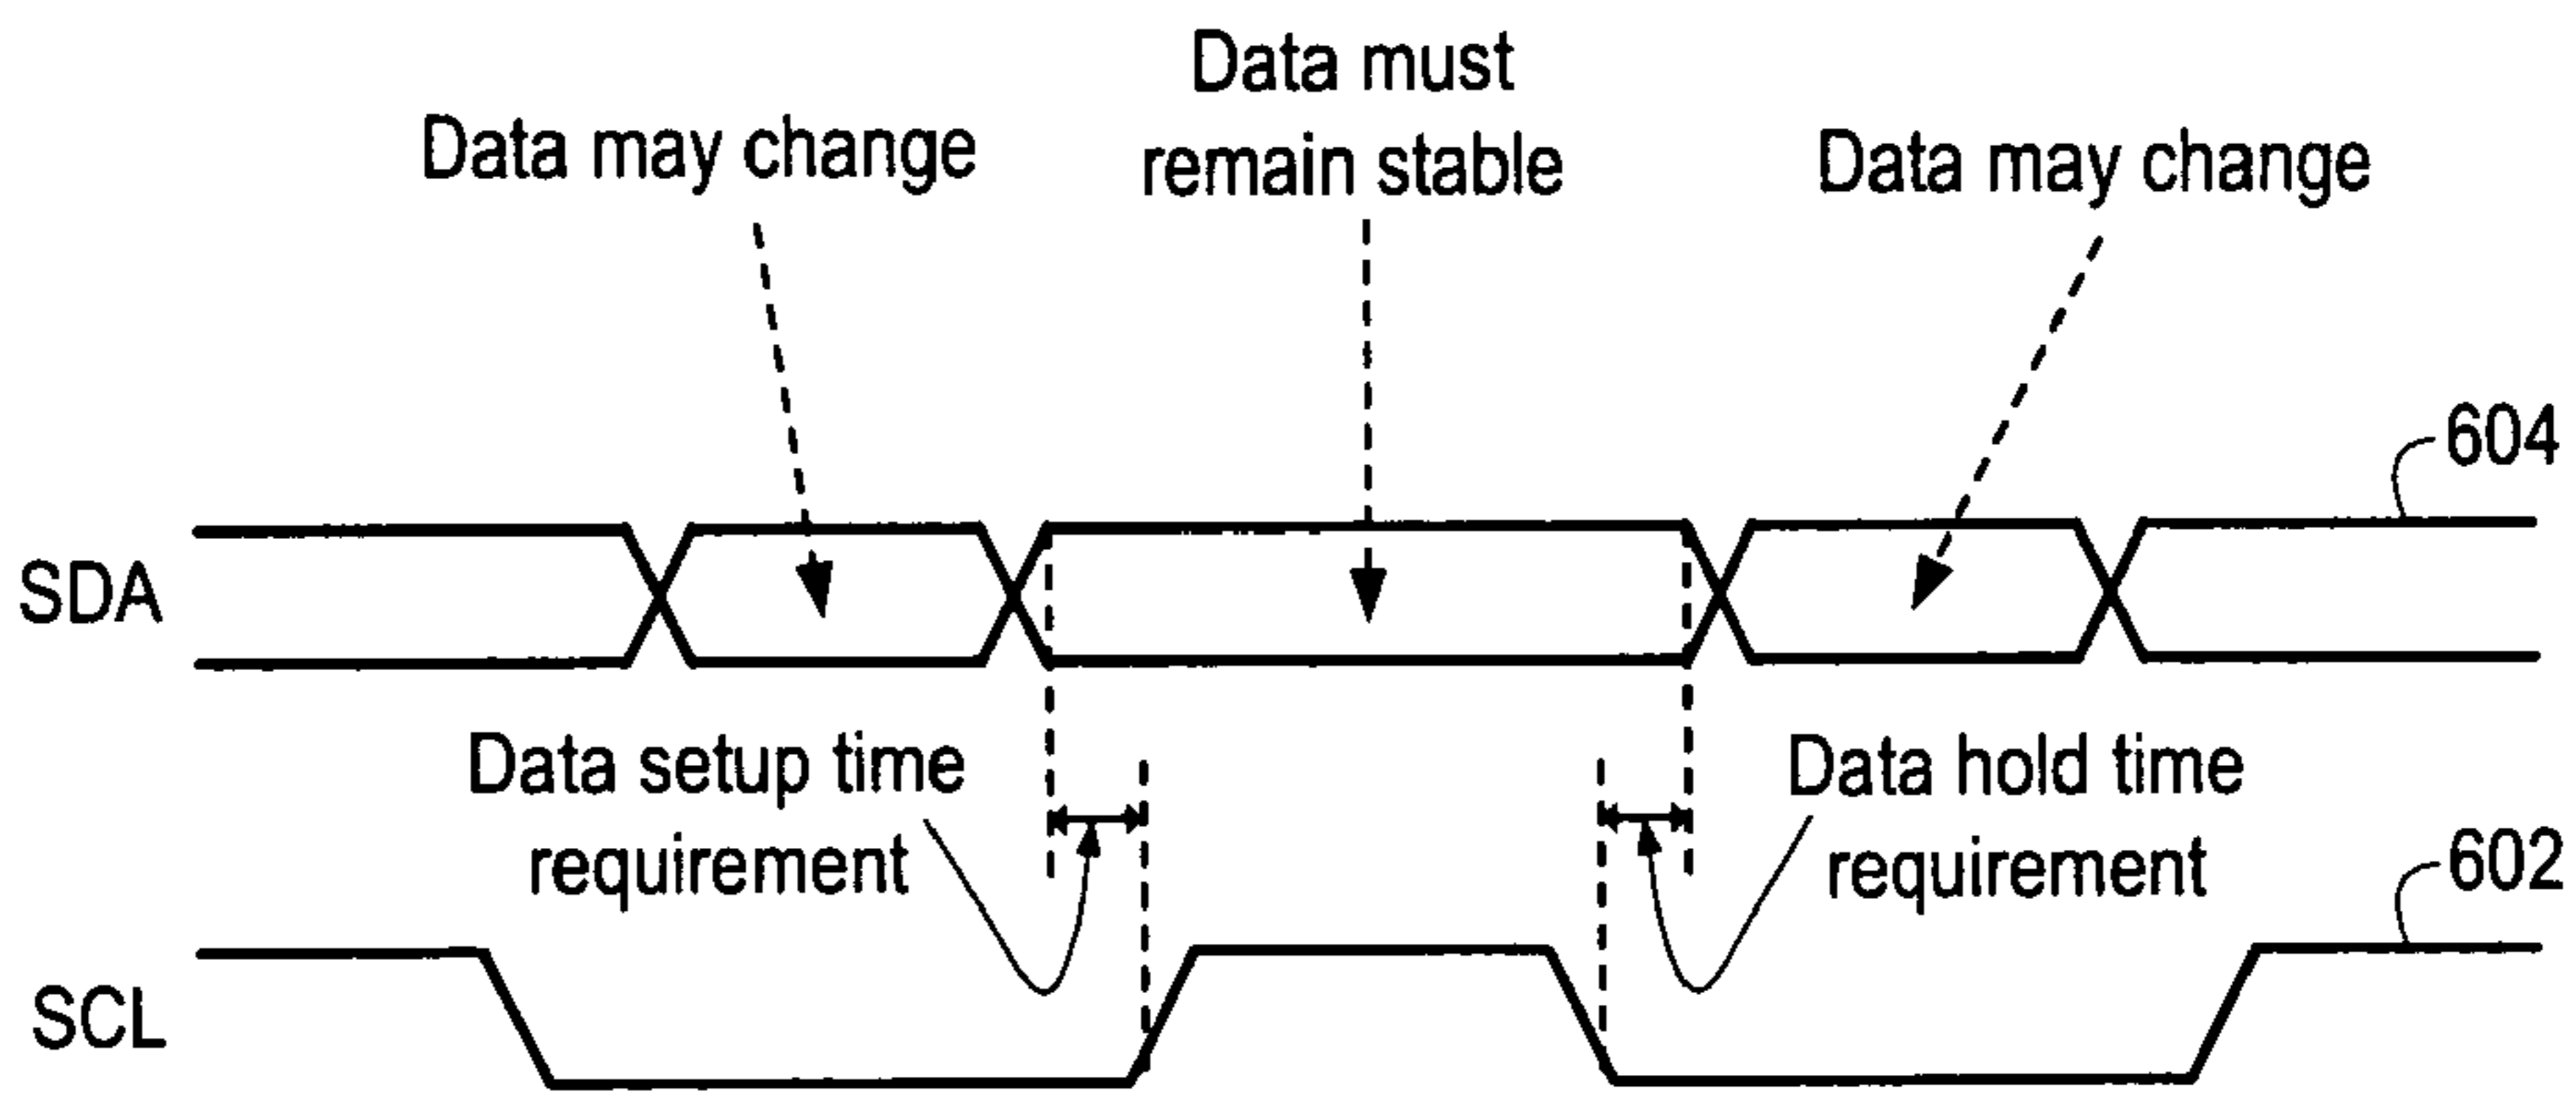 Data may change
Data must
remain stable
Data may change
604
SDA
Data setup time
requirement
Data hold time
requirement
602
SCL